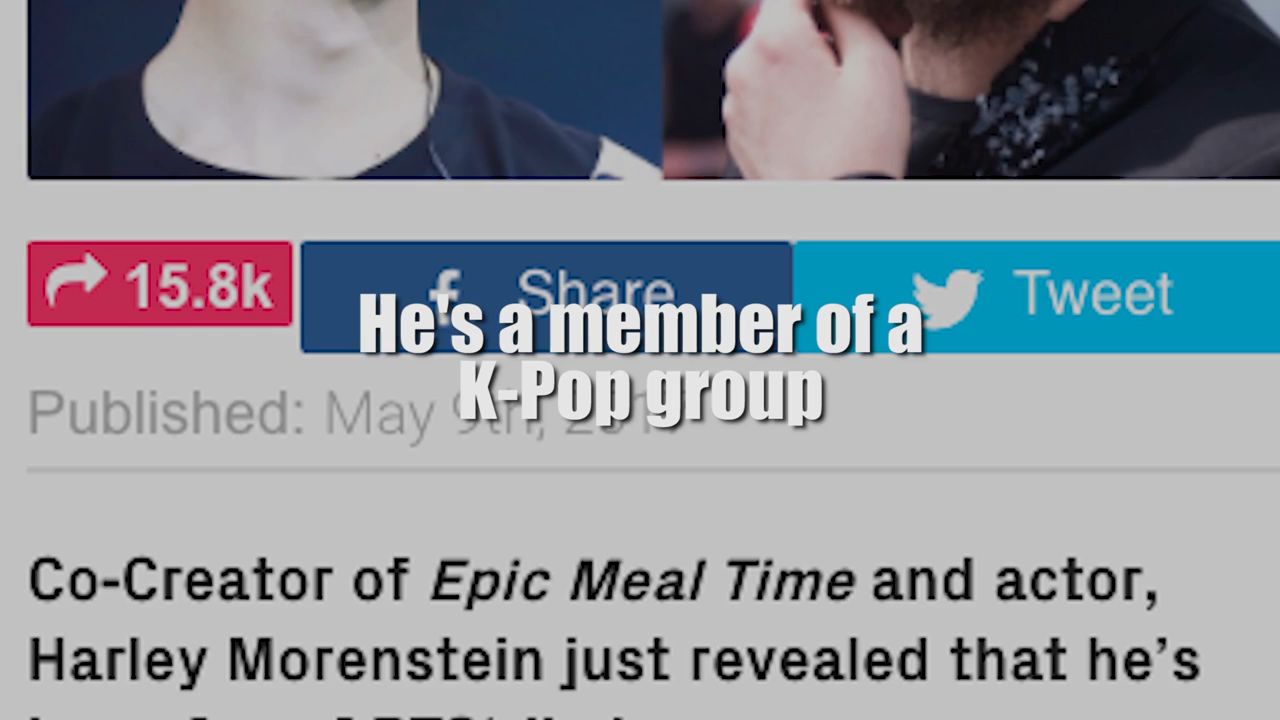 15.8k
Share
Tweet
He's a member of a
K-Pop group
Published: May 9th,
Co-Creator of Epic Meal Time and actor,
Harley Morenstein just revealed that he’s